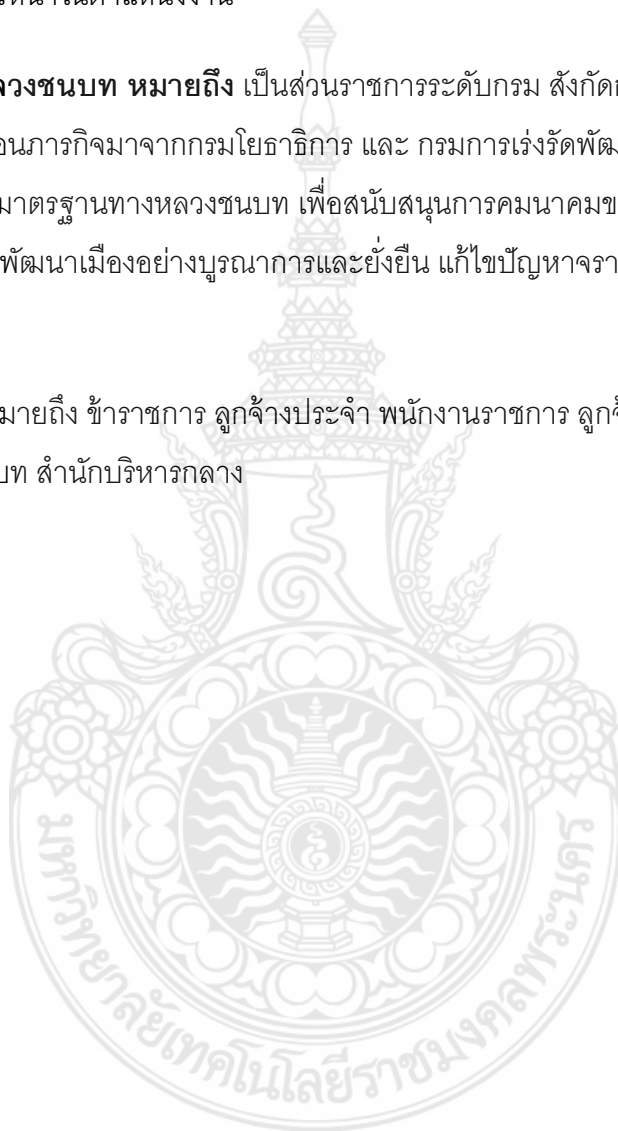 ลวงชนบท หมายถึง เป็นส่วนราชการระดับกรม สังกัด
อนภารกิจมาจากกรมโยธาธิการ และ กรมการเร่งรัดพัฒ
มาตรฐานทางหลวงชนบท เพื่อสนับสนุนการคมนาคมข
พัฒนาเมืองอย่างบูรณาการและยั่งยืน แก้ไขปัญหาจรา
มายถึง ข้าราชการ ลูกจ้างประจำ พนักงานราชการ ลูกจ้
บท สำนักบริหารกลาง
มหาวิทยาลัยเทคโนโลยีราชมงคลพระนคร